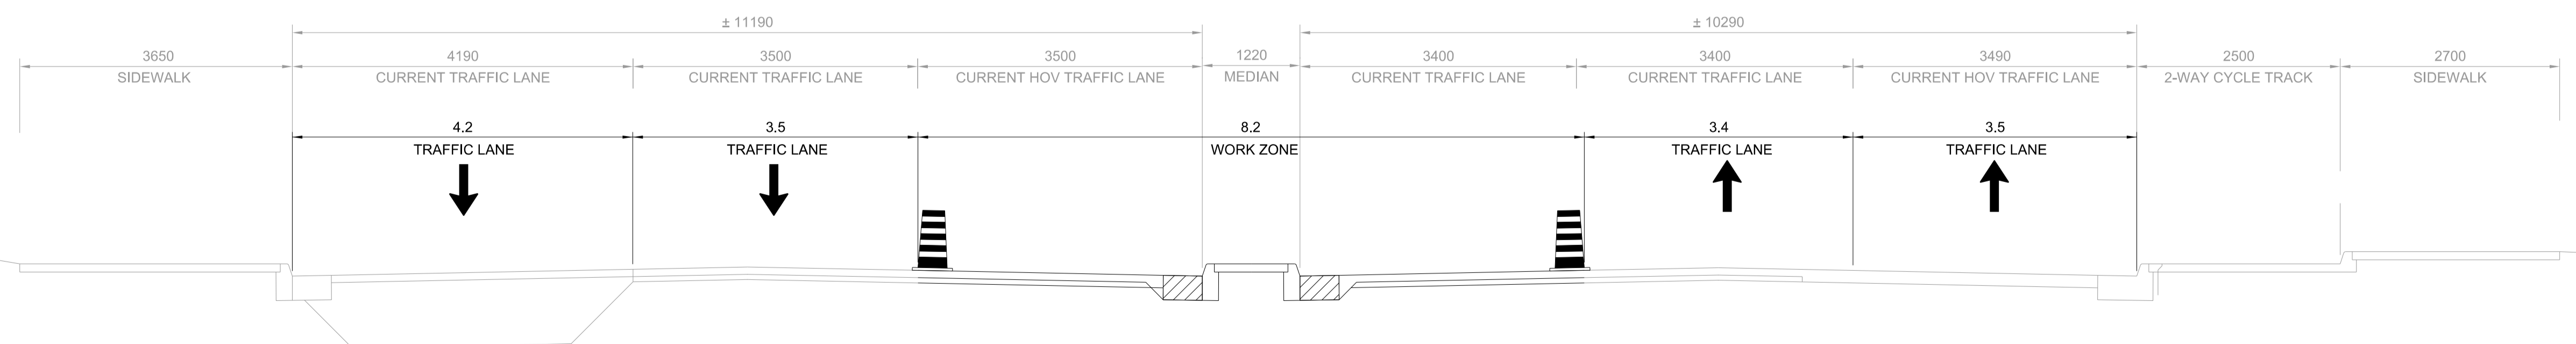 ± 11190
± 10290
3650
4190
3500
3500
1220
3400
3400
3490
2500
2700
SIDEWALK
CURRENT TRAFFIC LANE
CURRENT TRAFFIC LANE
CURRENT HOV TRAFFIC LANE
MEDIAN
CURRENT TRAFFIC LANE
CURRENT TRAFFIC LANE
CURRENT HOV TRAFFIC LANE
2-WAY CYCLE TRACK
SIDEWALK
4.2
3.5
8.2
3.4
3.5
TRAFFIC LANE
TRAFFIC LANE
WORK ZONE
TRAFFIC LANE
TRAFFIC LANE